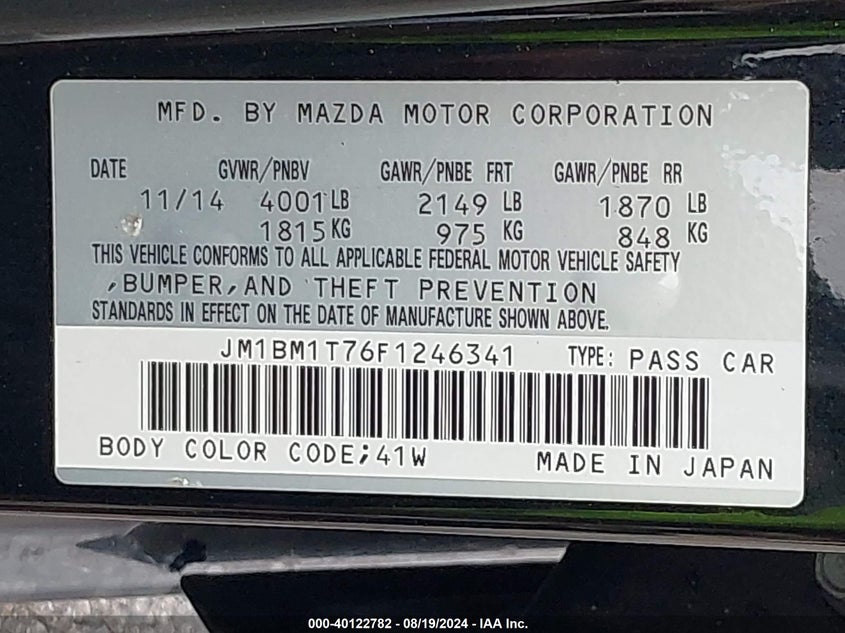 MFD. BY MAZDA MOTOR CORPORATION
DATE GVWR/PNBV GAWR/PNBE FRT GAWR/PNBE RR
11/14 4001 LB 2149 LB 1870 LB
1815 KG 975 KG 848 KG
THIS VEHICLE CONFORMS TO ALL APPLICABLE FEDERAL MOTOR VEHICLE SAFETY
,BUMPER,AND THEFT PREVENTION
STANDARDS IN EFFECT ON THE DATE OF MANUFACTURE SHOWN ABOVE.
JM1BM1T76F1246341 TYPE: PASS CAR
BODY COLOR CODE;41W MADE IN JAPAN
000-40122782 - 08/19/2024 - IAA Inc.